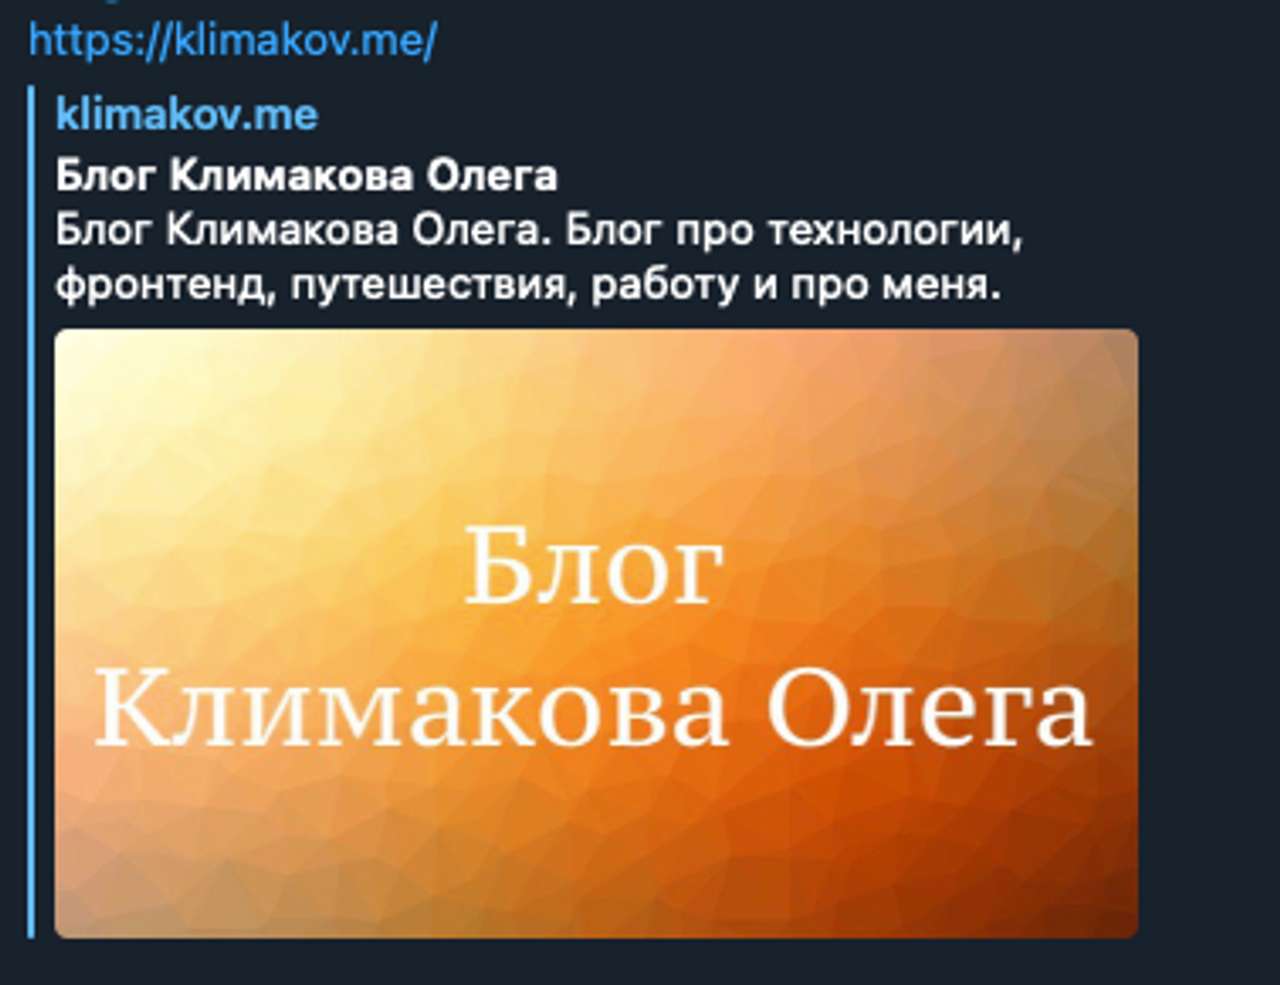 https://klimakov.me/
klimakov.me
Блог Климакова Олега
Блог Климакова Олега. Блог про технологии,
фронтенд, путешествия, работу и про меня.
Блог
Климакова Олега